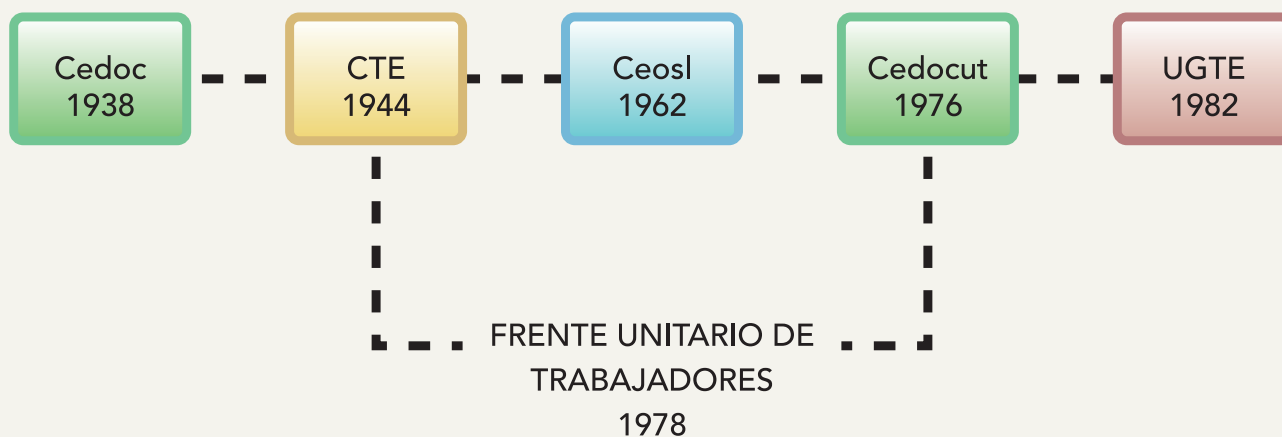 Cedoc
1938
CTE
1944
Ceosl
1962
Cedocut
1976
UGTE
1982
FRENTE UNITARIO DE
TRABAJADORES
1978